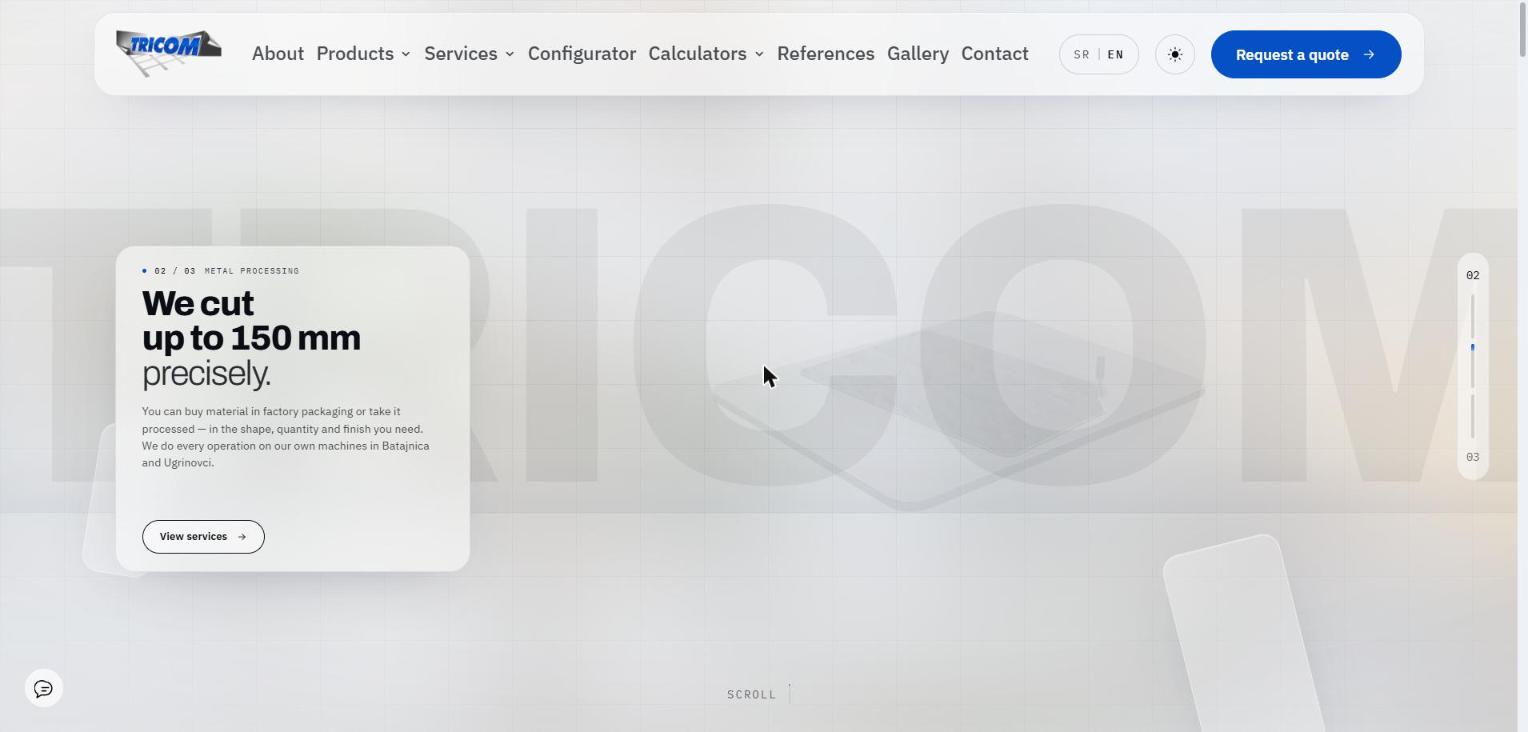 TRICOM
About
Products
Services
Configurator
Calculators
References
Gallery
Contact
SR | EN
Request a quote →
TRICOM
02 / 03 METAL PROCESSING
We cut
up to 150 mm
precisely.
You can buy material in factory packaging or take it
processed — in the shape, quantity and finish you need.
We do every operation on our own machines in Batajnica
and Ugrinovci.
View services →
02
03
SCROLL